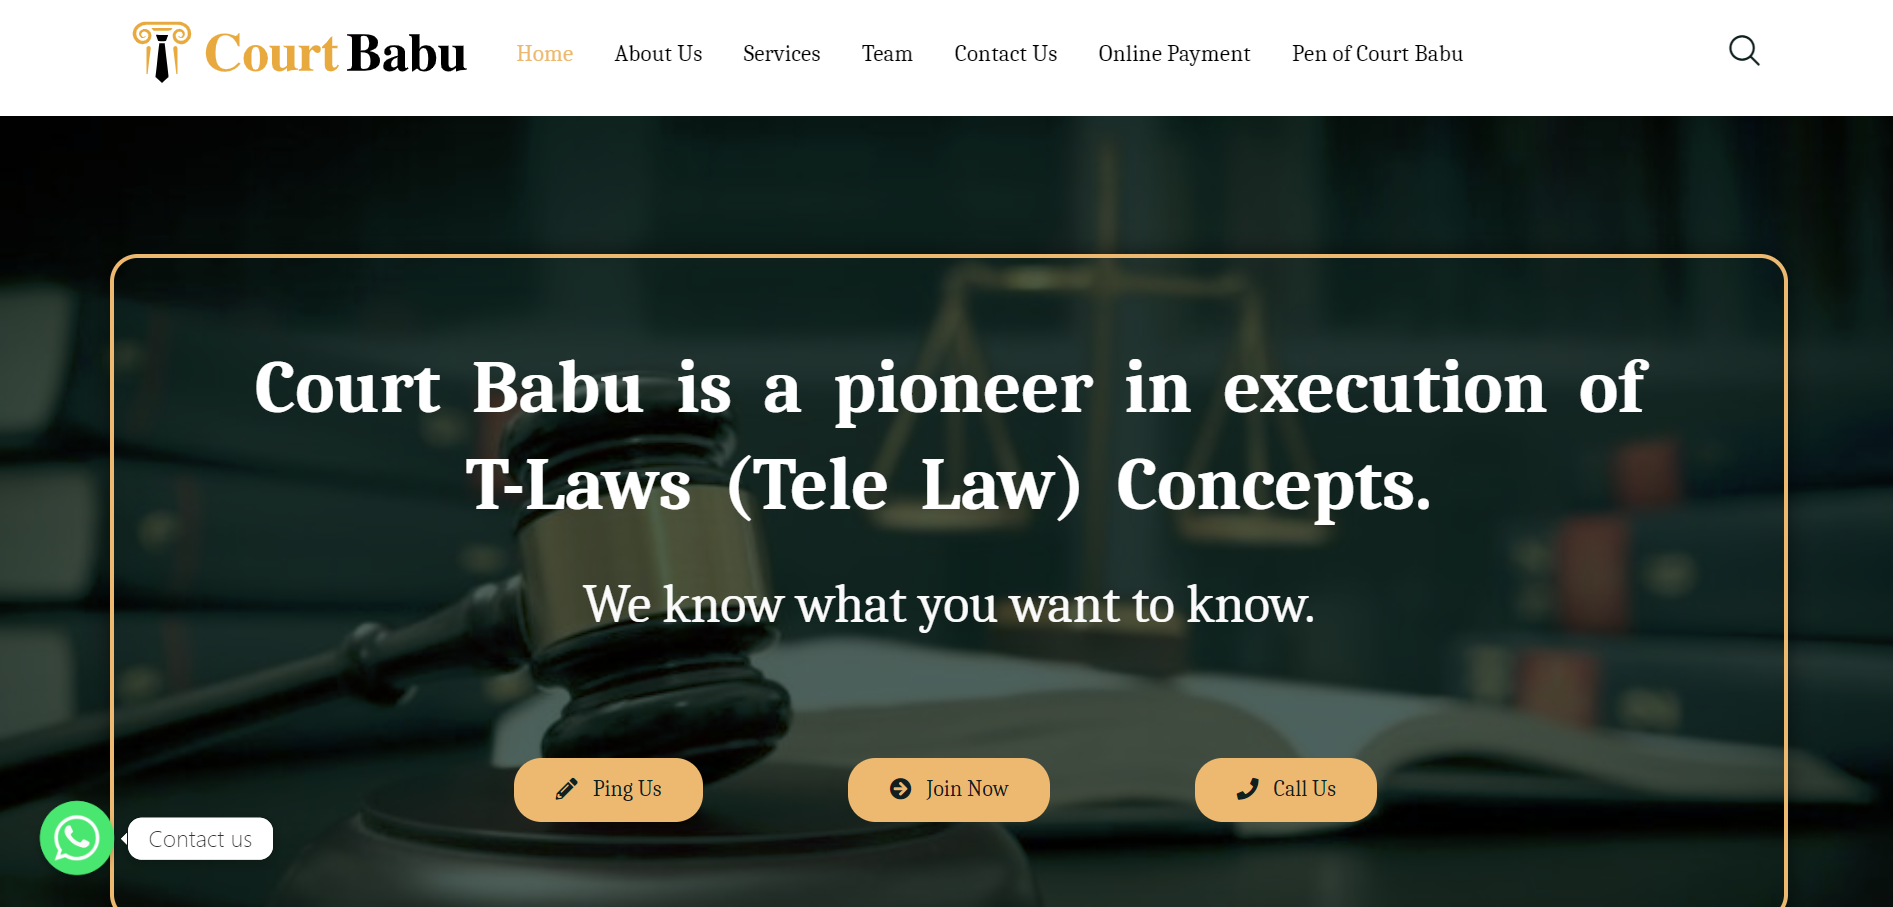 Court Babu
Home About Us Services Team Contact Us Online Payment Pen of Court Babu
Court Babu is a pioneer in execution of
T-Laws (Tele Law) Concepts.
We know what you want to know.
Ping Us Join Now Call Us
Contact us